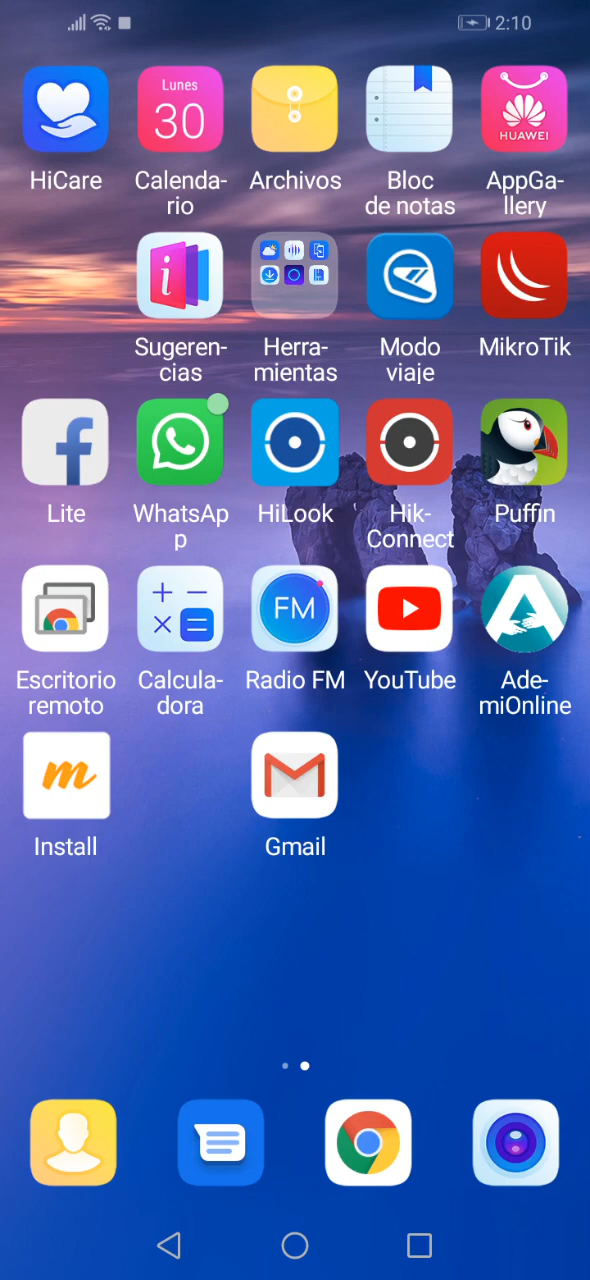 2:10
Lunes
30
HUAWEI
HiCare
Calenda-
rio
Archivos
Bloc
de notas
AppGa-
llery
i
Sugeren-
cias
Herra-
mientas
Modo
viaje
MikroTik
f
Lite
WhatsAp
p
HiLook
Hik-
Connect
Puffin
FM
Escritorio
remoto
Calcula-
dora
Radio FM
YouTube
Ade-
miOnline
m
Install
Gmail